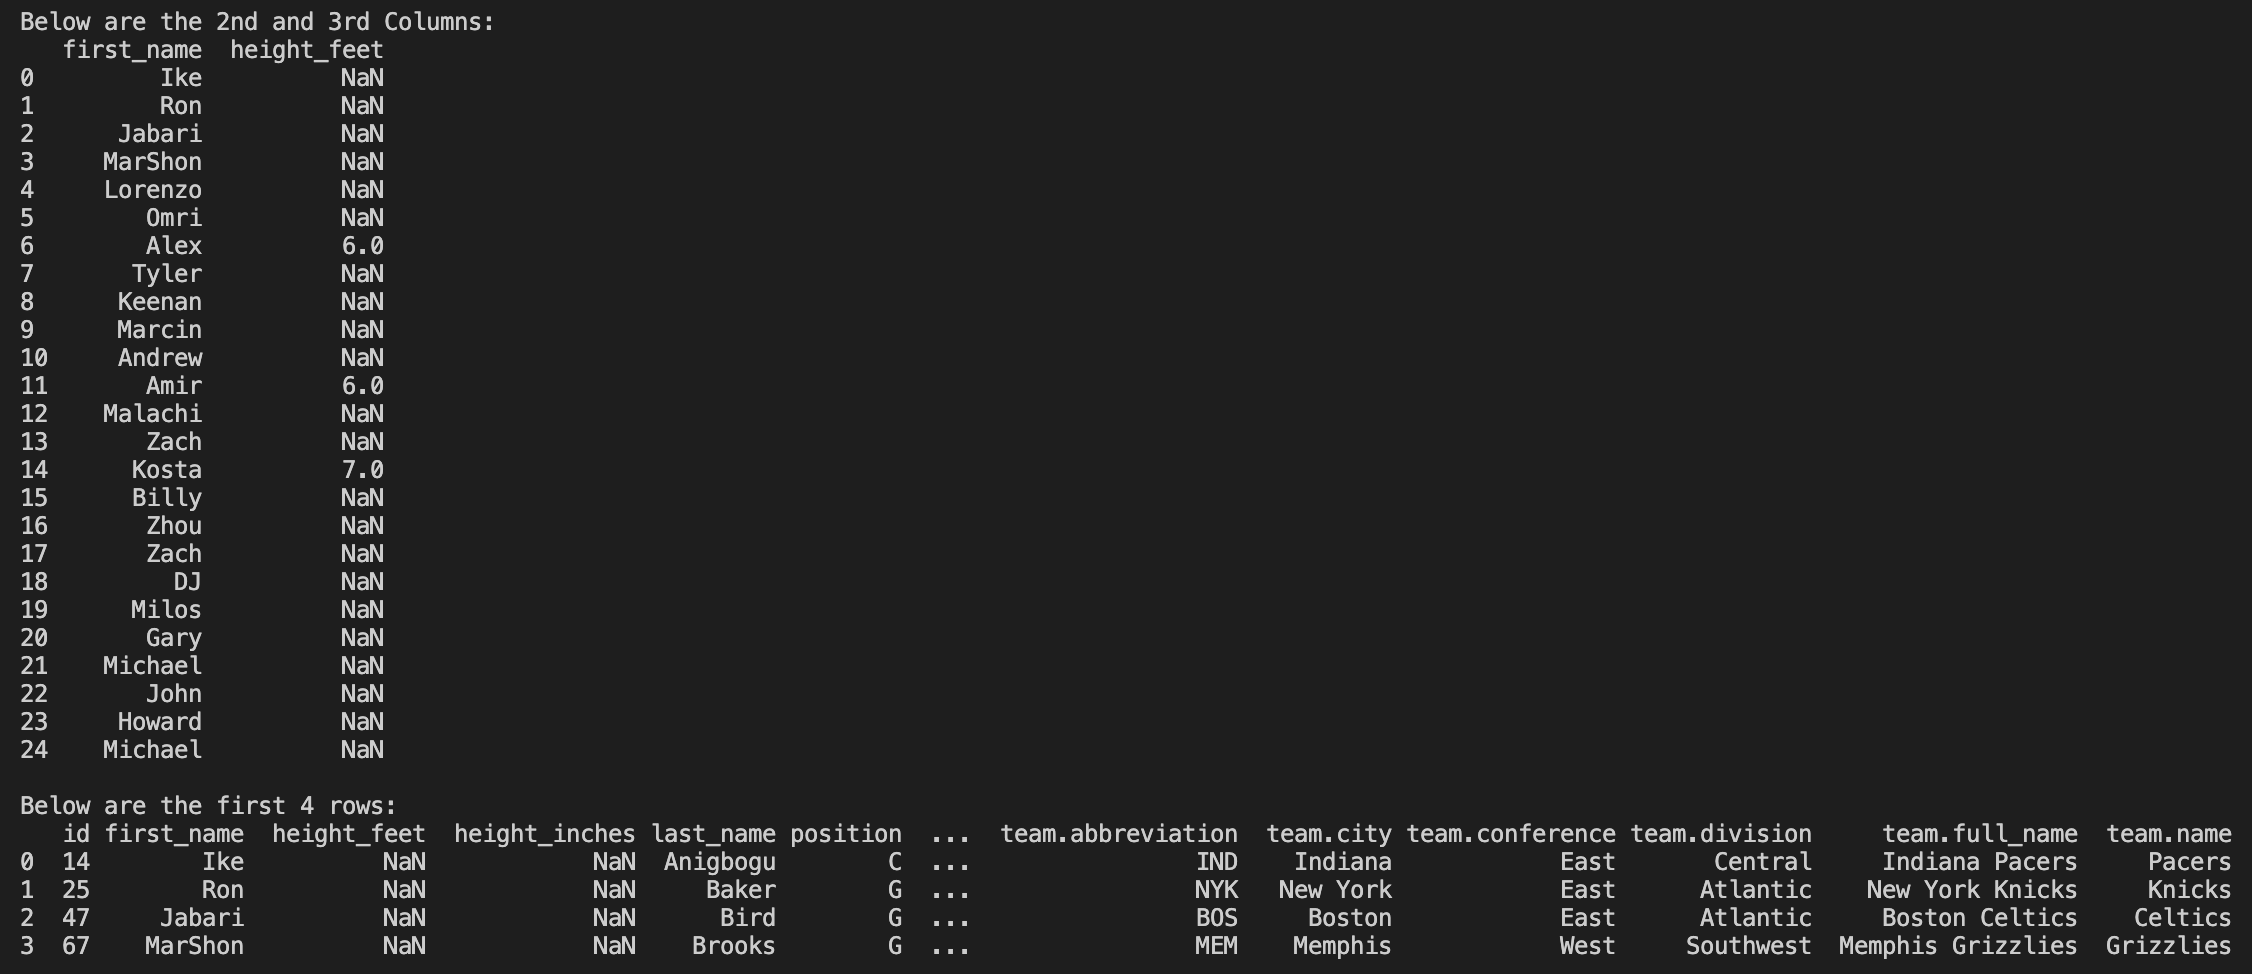 Below are the 2nd and 3rd Columns:
   first_name  height_feet
0         Ike          NaN
1         Ron          NaN
2      Jabari          NaN
3     MarShon          NaN
4     Lorenzo          NaN
5        Omri          NaN
6        Alex          6.0
7       Tyler          NaN
8      Keenan          NaN
9      Marcin          NaN
10     Andrew          NaN
11       Amir          6.0
12    Malachi          NaN
13       Zach          NaN
14      Kosta          7.0
15      Billy          NaN
16       Zhou          NaN
17       Zach          NaN
18         DJ          NaN
19      Milos          NaN
20       Gary          NaN
21    Michael          NaN
22       John          NaN
23     Howard          NaN
24    Michael          NaN

Below are the first 4 rows:
   id first_name  height_feet  height_inches last_name position  ...  team.abbreviation  team.city team.conference team.division     team.full_name  team.name
0  14        Ike          NaN            NaN  Anigbogu        C  ...                IND    Indiana            East       Central     Indiana Pacers     Pacers
1  25        Ron          NaN            NaN     Baker        G  ...                NYK   New York            East      Atlantic    New York Knicks     Knicks
2  47     Jabari          NaN            NaN      Bird        G  ...                BOS     Boston            East      Atlantic     Boston Celtics    Celtics
3  67    MarShon          NaN            NaN    Brooks        G  ...                MEM    Memphis            West     Southwest  Memphis Grizzlies  Grizzlies